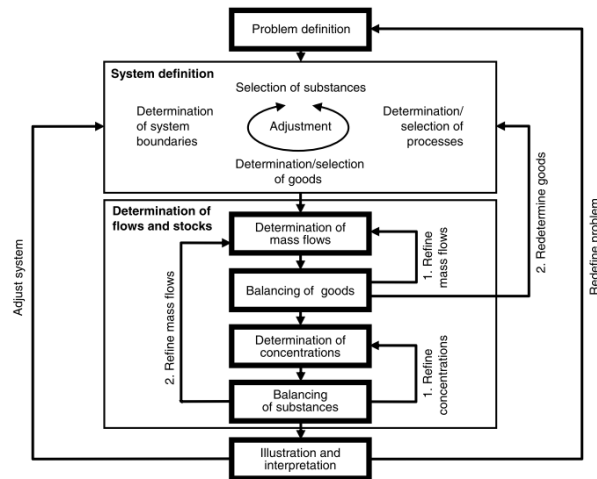 Problem definition
System definition
Selection of substances
Determination
of system
boundaries
Adjustment
Determination/
selection of
processes
Determination/selection
of goods
Determination of
flows and stocks
Determination of
mass flows
Balancing of goods
Determination of
concentrations
Balancing
of substances
Illustration and
interpretation
Adjust system
2. Refine mass flows
1. Refine
mass flows
1. Refine
concentrations
2. Redetermine goods
Redefine problem